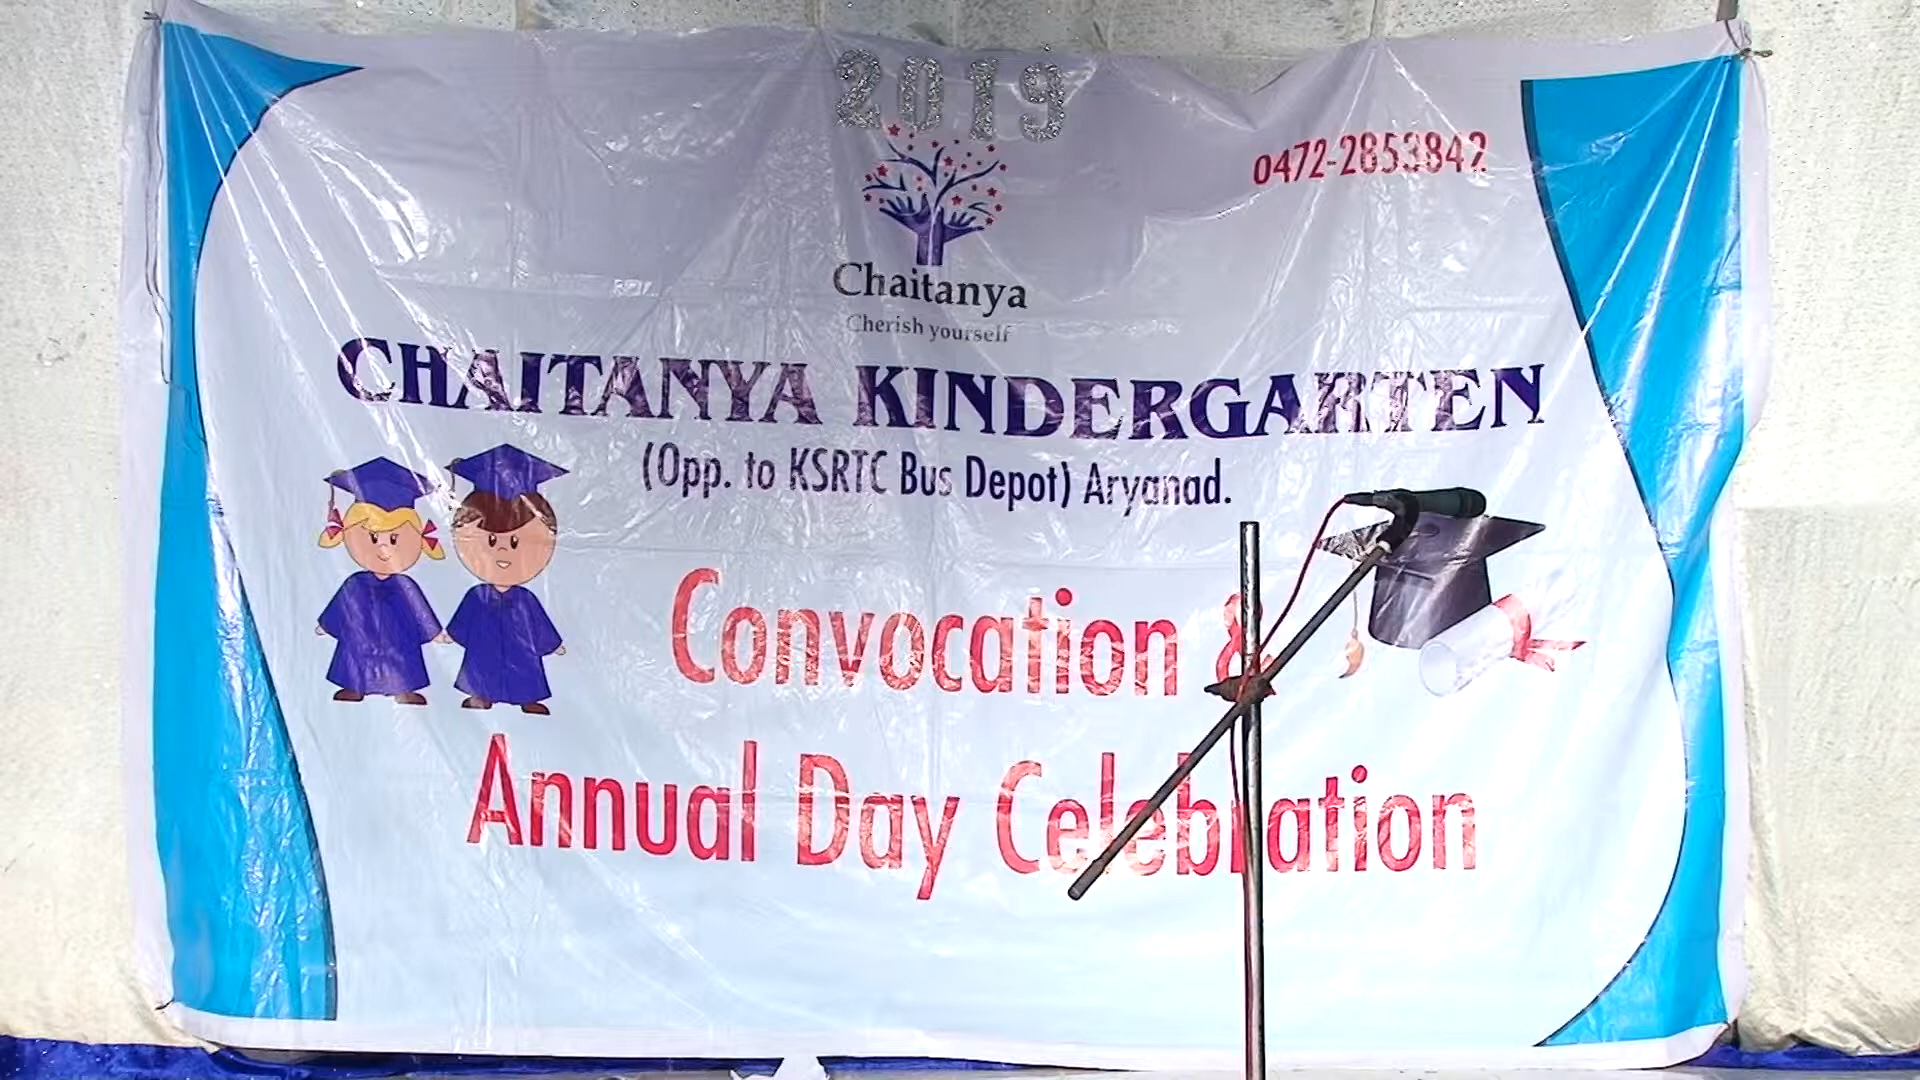 2019
0472-2853842
Chaitanya
Cherish yourself
CHAITANYA KINDERGARTEN
(Opp. to KSRTC Bus Depot) Aryanad.
Convocation &
Annual Day Celebration